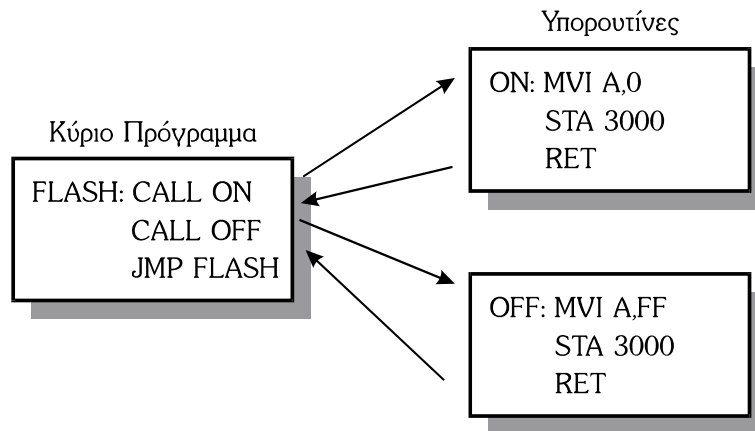 Κύριο Πρόγραμμα
FLASH: CALL ON
CALL OFF
JMP FLASH
Υπορουτίνες
ON: MVI A,0
STA 3000
RET
OFF: MVI A,FF
STA 3000
RET